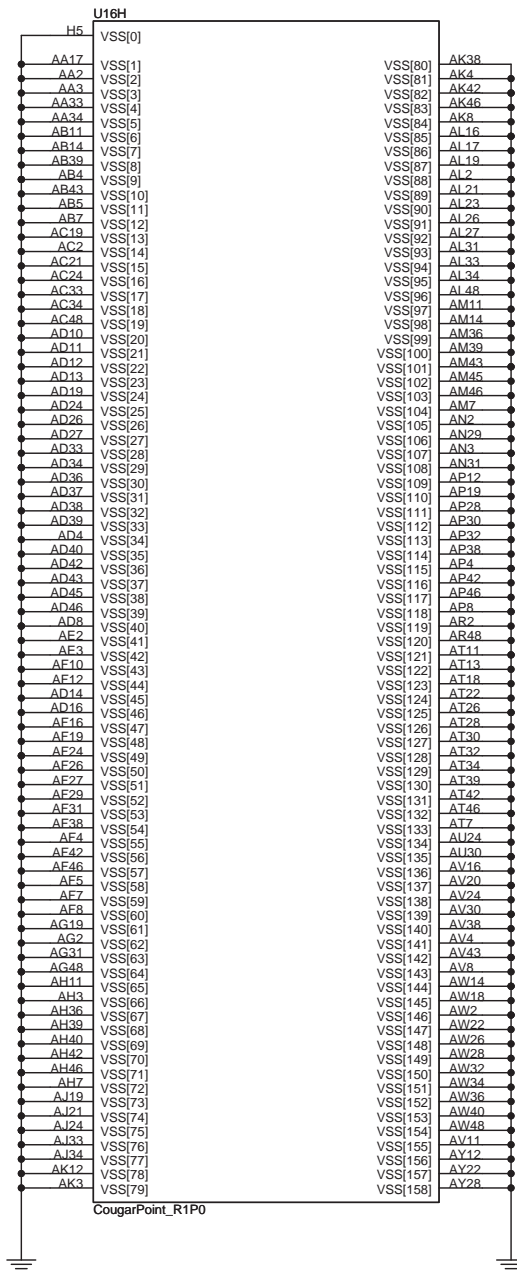 U16H
H5 VSS[0]
AA17 VSS[1] VSS[80] AK38
AA2 VSS[2] VSS[81] AK4
AA3 VSS[3] VSS[82] AK42
AA33 VSS[4] VSS[83] AK46
AA34 VSS[5] VSS[84] AK8
AB11 VSS[6] VSS[85] AL16
AB14 VSS[7] VSS[86] AL17
AB39 VSS[8] VSS[87] AL19
AB4 VSS[9] VSS[88] AL2
AB43 VSS[10] VSS[89] AL21
AB5 VSS[11] VSS[90] AL23
AB7 VSS[12] VSS[91] AL26
AC19 VSS[13] VSS[92] AL27
AC2 VSS[14] VSS[93] AL31
AC21 VSS[15] VSS[94] AL33
AC24 VSS[16] VSS[95] AL34
AC33 VSS[17] VSS[96] AL48
AC34 VSS[18] VSS[97] AM11
AC48 VSS[19] VSS[98] AM14
AD10 VSS[20] VSS[99] AM36
AD11 VSS[21] VSS[100] AM39
AD12 VSS[22] VSS[101] AM43
AD13 VSS[23] VSS[102] AM45
AD19 VSS[24] VSS[103] AM46
AD24 VSS[25] VSS[104] AM7
AD26 VSS[26] VSS[105] AN2
AD27 VSS[27] VSS[106] AN29
AD33 VSS[28] VSS[107] AN3
AD34 VSS[29] VSS[108] AN31
AD36 VSS[30] VSS[109] AP12
AD37 VSS[31] VSS[110] AP19
AD38 VSS[32] VSS[111] AP28
AD39 VSS[33] VSS[112] AP30
AD4 VSS[34] VSS[113] AP32
AD40 VSS[35] VSS[114] AP38
AD42 VSS[36] VSS[115] AP4
AD43 VSS[37] VSS[116] AP42
AD45 VSS[38] VSS[117] AP46
AD46 VSS[39] VSS[118] AP8
AD8 VSS[40] VSS[119] AR2
AE2 VSS[41] VSS[120] AR48
AE3 VSS[42] VSS[121] AT11
AF10 VSS[43] VSS[122] AT13
AF12 VSS[44] VSS[123] AT18
AD14 VSS[45] VSS[124] AT22
AD16 VSS[46] VSS[125] AT26
AF16 VSS[47] VSS[126] AT28
AF19 VSS[48] VSS[127] AT30
AF24 VSS[49] VSS[128] AT32
AF26 VSS[50] VSS[129] AT34
AF27 VSS[51] VSS[130] AT39
AF29 VSS[52] VSS[131] AT42
AF31 VSS[53] VSS[132] AT46
AF38 VSS[54] VSS[133] AT7
AF4 VSS[55] VSS[134] AU24
AF42 VSS[56] VSS[135] AU30
AF46 VSS[57] VSS[136] AV16
AF5 VSS[58] VSS[137] AV20
AF7 VSS[59] VSS[138] AV24
AF8 VSS[60] VSS[139] AV30
AG19 VSS[61] VSS[140] AV38
AG2 VSS[62] VSS[141] AV4
AG31 VSS[63] VSS[142] AV43
AG48 VSS[64] VSS[143] AV8
AH11 VSS[65] VSS[144] AW14
AH3 VSS[66] VSS[145] AW18
AH36 VSS[67] VSS[146] AW2
AH39 VSS[68] VSS[147] AW22
AH40 VSS[69] VSS[148] AW26
AH42 VSS[70] VSS[149] AW28
AH46 VSS[71] VSS[150] AW32
AH7 VSS[72] VSS[151] AW34
AJ19 VSS[73] VSS[152] AW36
AJ21 VSS[74] VSS[153] AW40
AJ24 VSS[75] VSS[154] AW48
AJ33 VSS[76] VSS[155] AV11
AJ34 VSS[77] VSS[156] AY12
AK12 VSS[78] VSS[157] AY22
AK3 VSS[79] VSS[158] AY28
CougarPoint_R1P0